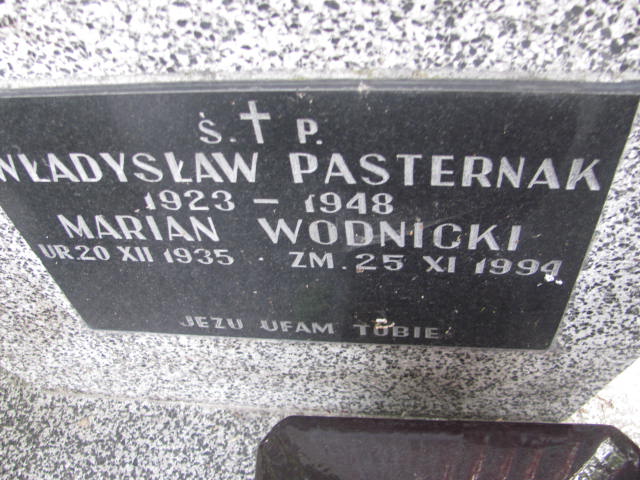 Ś. † P.
WŁADYSŁAW PASTERNAK
1923 – 1948
MARIAN WODNICKI
UR.20 XII 1935 · ZM. 25 XI 1994
JEZU UFAM TOBIE